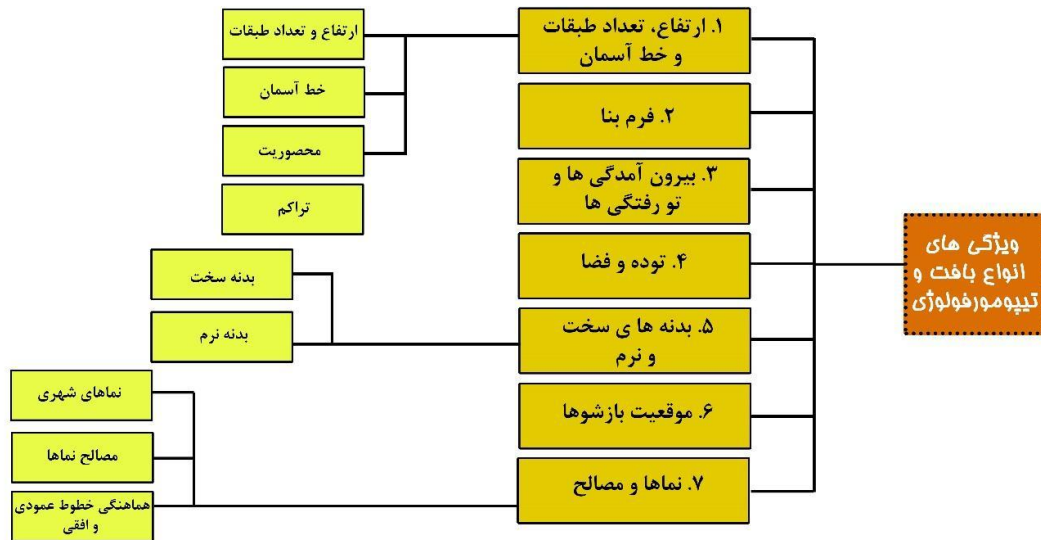 ویژگی های
انواع بافت و
تیپومورفولوژی
۱. ارتفاع، تعداد طبقات
و خط آسمان
۲. فرم بنا
۳. بیرون آمدگی ها و
تو رفتگی ها
۴. توده و فضا
۵. بدنه ها ی سخت
و نرم
۶. موقعیت بازشوها
۷. نماها و مصالح
ارتفاع و تعداد طبقات
خط آسمان
محصوریت
تراکم
بدنه سخت
بدنه نرم
نماهای شهری
مصالح نماها
هماهنگی خطوط عمودی
و افقی